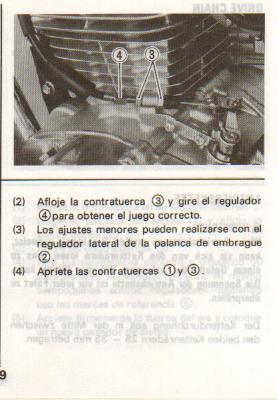 ④ ③
(2) Afloje la contratuerca ③ y gire el regulador
④ para obtener el juego correcto.
(3) Los ajustes menores pueden realizarse con el
regulador lateral de la palanca de embrague
②.
(4) Apriete las contratuercas ① y ③.
9